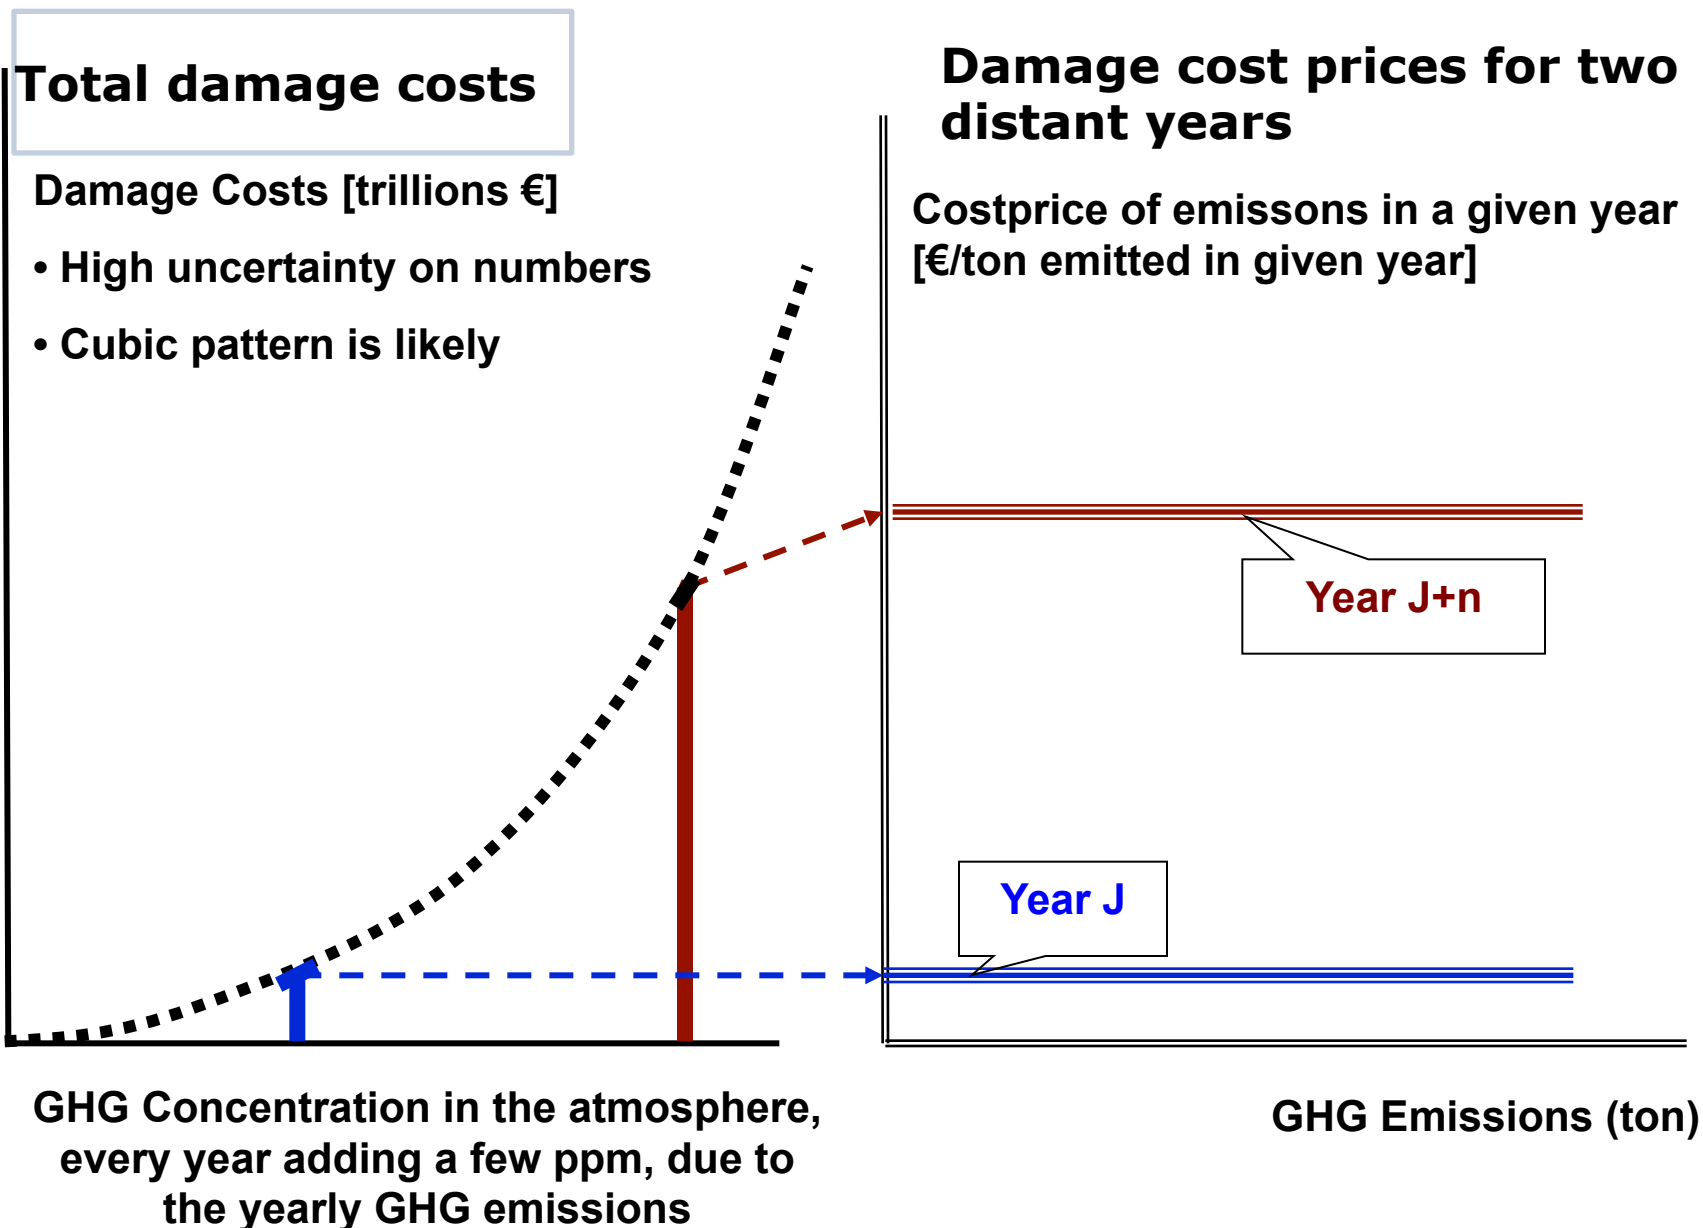 Total damage costs
Damage Costs [trillions €]
• High uncertainty on numbers
• Cubic pattern is likely
Damage cost prices for two
distant years
Costprice of emissons in a given year
[€/ton emitted in given year]
Year J+n
Year J
GHG Concentration in the atmosphere,
every year adding a few ppm, due to
the yearly GHG emissions
GHG Emissions (ton)